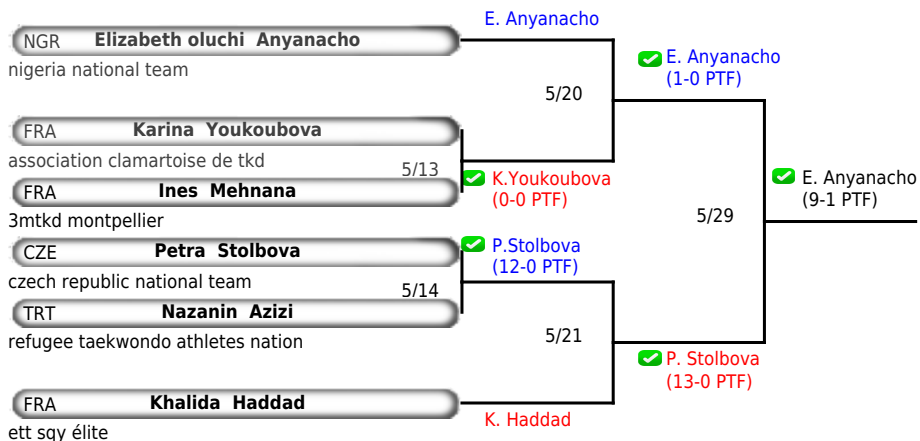 E. Anyanacho
NGR Elizabeth oluchi Anyanacho
nigeria national team
E. Anyanacho
(1-0 PTF)
5/20
FRA Karina Youkoubova
association clamartoise de tkd
5/13
K.Youkoubova
(0-0 PTF)
FRA Ines Mehnana
3mtkd montpellier
E. Anyanacho
(9-1 PTF)
5/29
CZE Petra Stolbova
czech republic national team
P.Stolbova
(12-0 PTF)
5/14
TRT Nazanin Azizi
refugee taekwondo athletes nation
5/21
P. Stolbova
(13-0 PTF)
FRA Khalida Haddad
ett sqy élite
K. Haddad